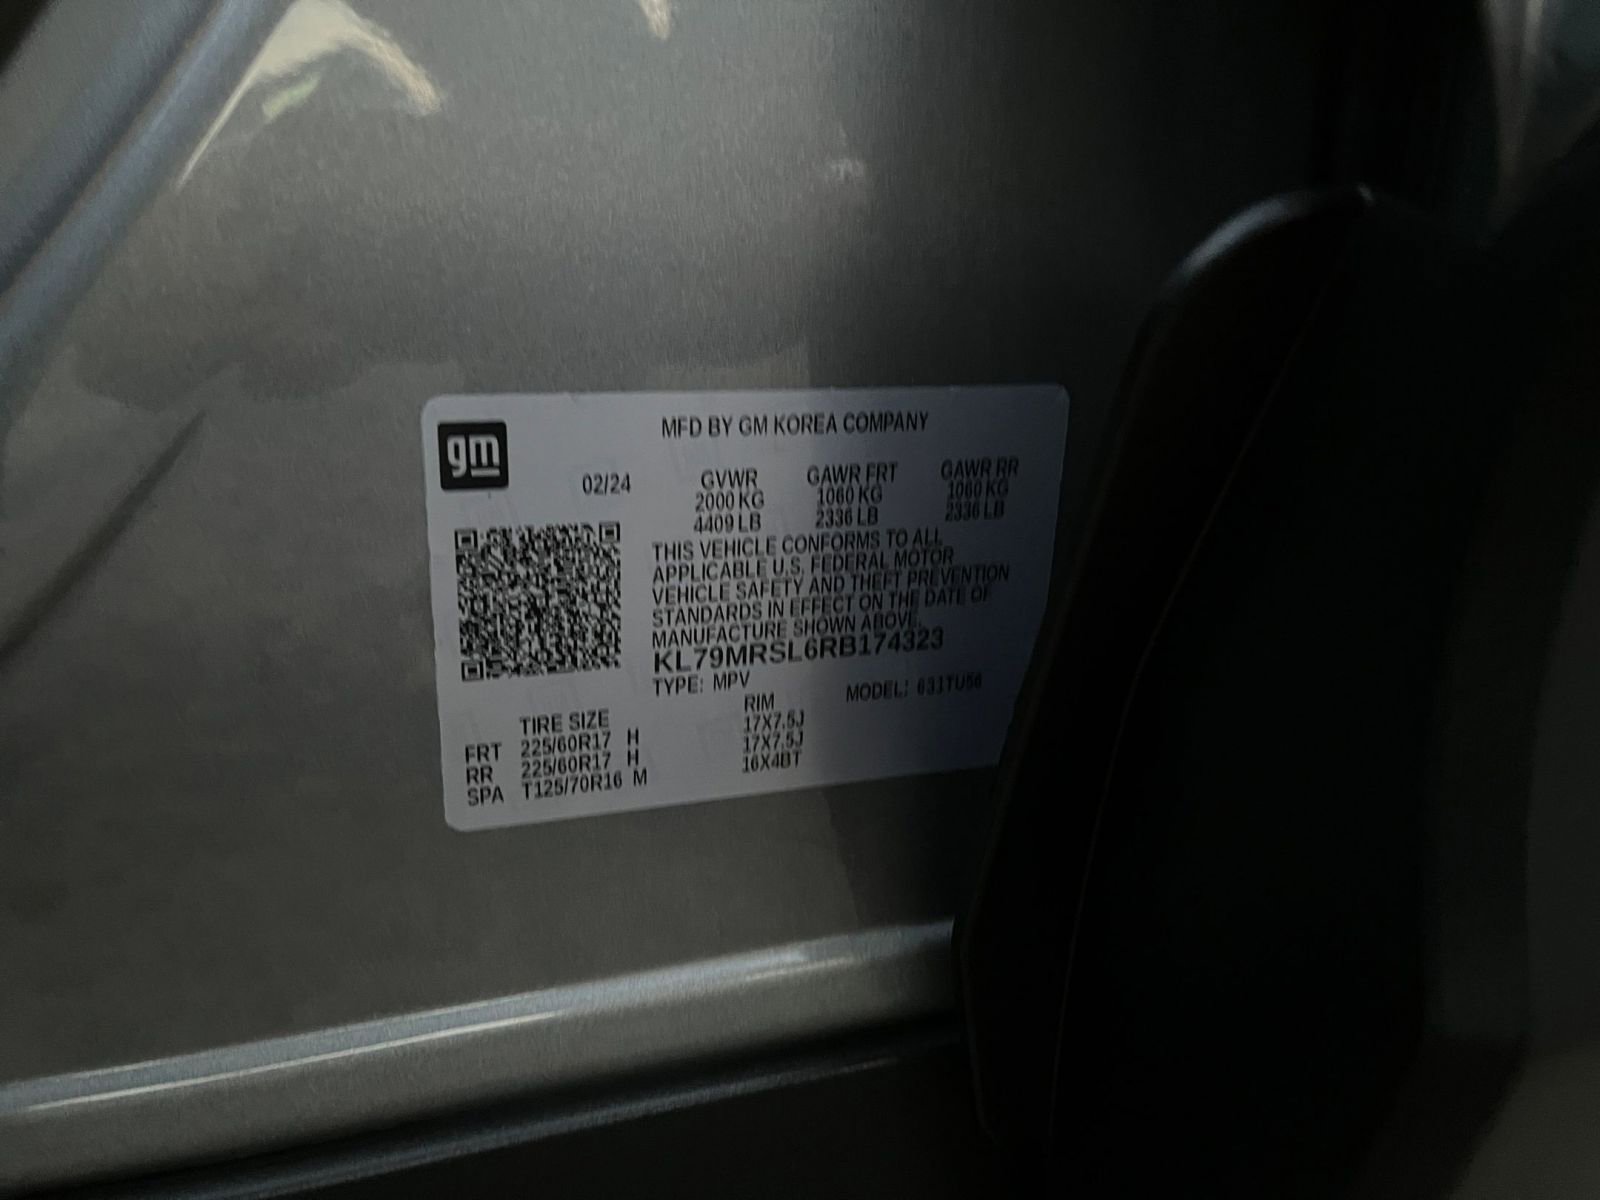 gm
MFD BY GM KOREA COMPANY
02/24 GVWR GAWR FRT GAWR RR
2000 KG 1060 KG 1060 KG
4409 LB 2336 LB 2336 LB
THIS VEHICLE CONFORMS TO ALL
APPLICABLE U.S. FEDERAL MOTOR
VEHICLE SAFETY AND THEFT PREVENTION
STANDARDS IN EFFECT ON THE DATE OF
MANUFACTURE SHOWN ABOVE.
KL79MRSL6RB174323
TYPE: MPV MODEL: 631TU56
TIRE SIZE RIM
FRT 225/60R17 H 17X7.5J
RR 225/60R17 H 17X7.5J
SPA T125/70R16 M 16X4BT